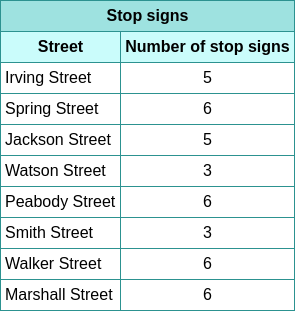 Stop signs
Street Number of stop signs
Irving Street 5
Spring Street 6
Jackson Street 5
Watson Street 3
Peabody Street 6
Smith Street 3
Walker Street 6
Marshall Street 6